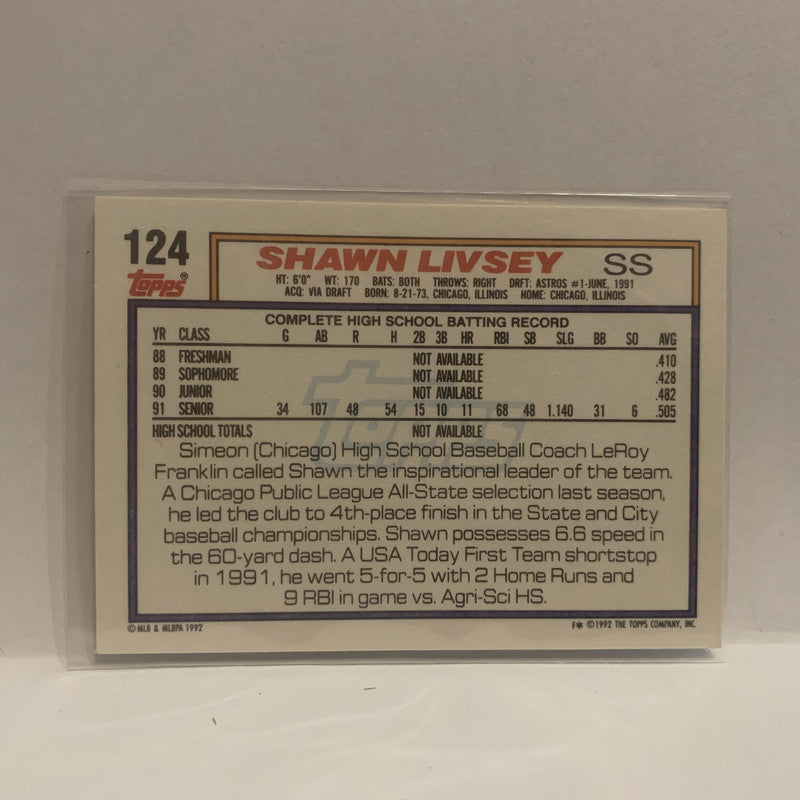 124
Topps®
SHAWN LIVSEY SS
HT: 6'0" WT: 170 BATS: BOTH THROWS: RIGHT DRFT: ASTROS #1-JUNE, 1991
ACQ: VIA DRAFT BORN: 8-21-73, CHICAGO, ILLINOIS HOME: CHICAGO, ILLINOIS
COMPLETE HIGH SCHOOL BATTING RECORD
YR CLASS G AB R H 2B 3B HR RBI SB SLG BB SO AVG
88 FRESHMAN NOT AVAILABLE .410
89 SOPHOMORE NOT AVAILABLE .428
90 JUNIOR NOT AVAILABLE .482
91 SENIOR 34 107 48 54 15 10 11 68 48 1.140 31 6 .505
HIGH SCHOOL TOTALS NOT AVAILABLE
Topps
Simeon (Chicago) High School Baseball Coach LeRoy
Franklin called Shawn the inspirational leader of the team.
A Chicago Public League All-State selection last season,
he led the club to 4th-place finish in the State and City
baseball championships. Shawn possesses 6.6 speed in
the 60-yard dash. A USA Today First Team shortstop
in 1991, he went 5-for-5 with 2 Home Runs and
9 RBI in game vs. Agri-Sci HS.
© MLB & MLBPA 1992
F* © 1992 THE TOPPS COMPANY, INC.